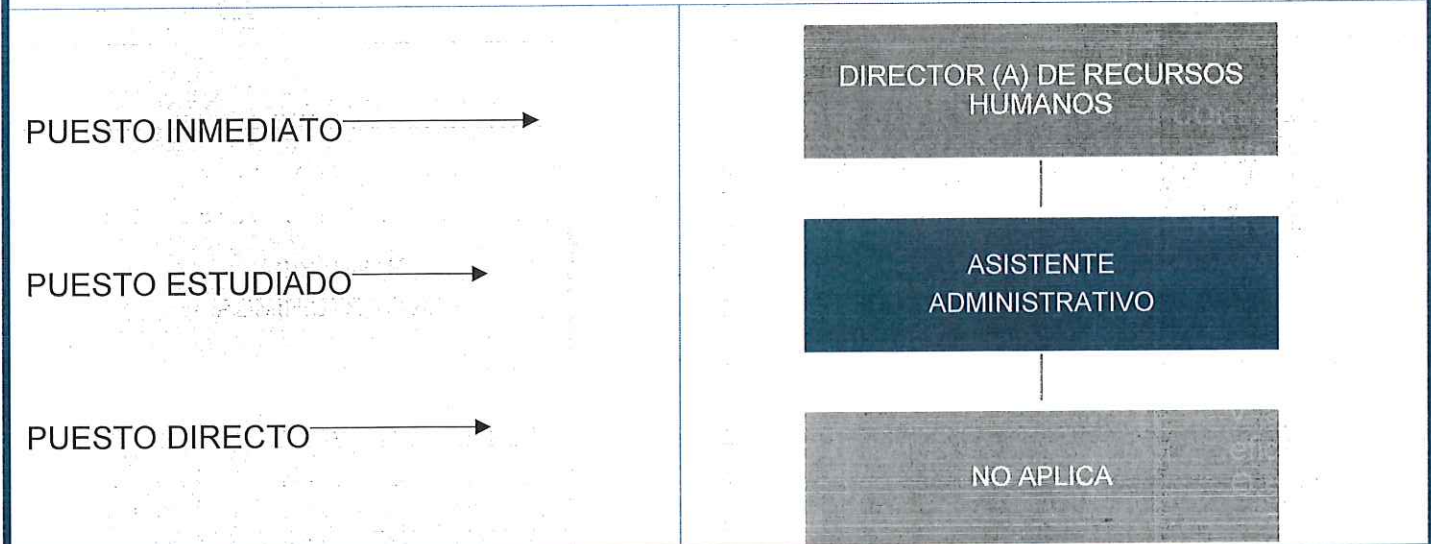 PUESTO INMEDIATO
DIRECTOR (A) DE RECURSOS
HUMANOS
PUESTO ESTUDIADO
ASISTENTE
ADMINISTRATIVO
PUESTO DIRECTO
NO APLICA